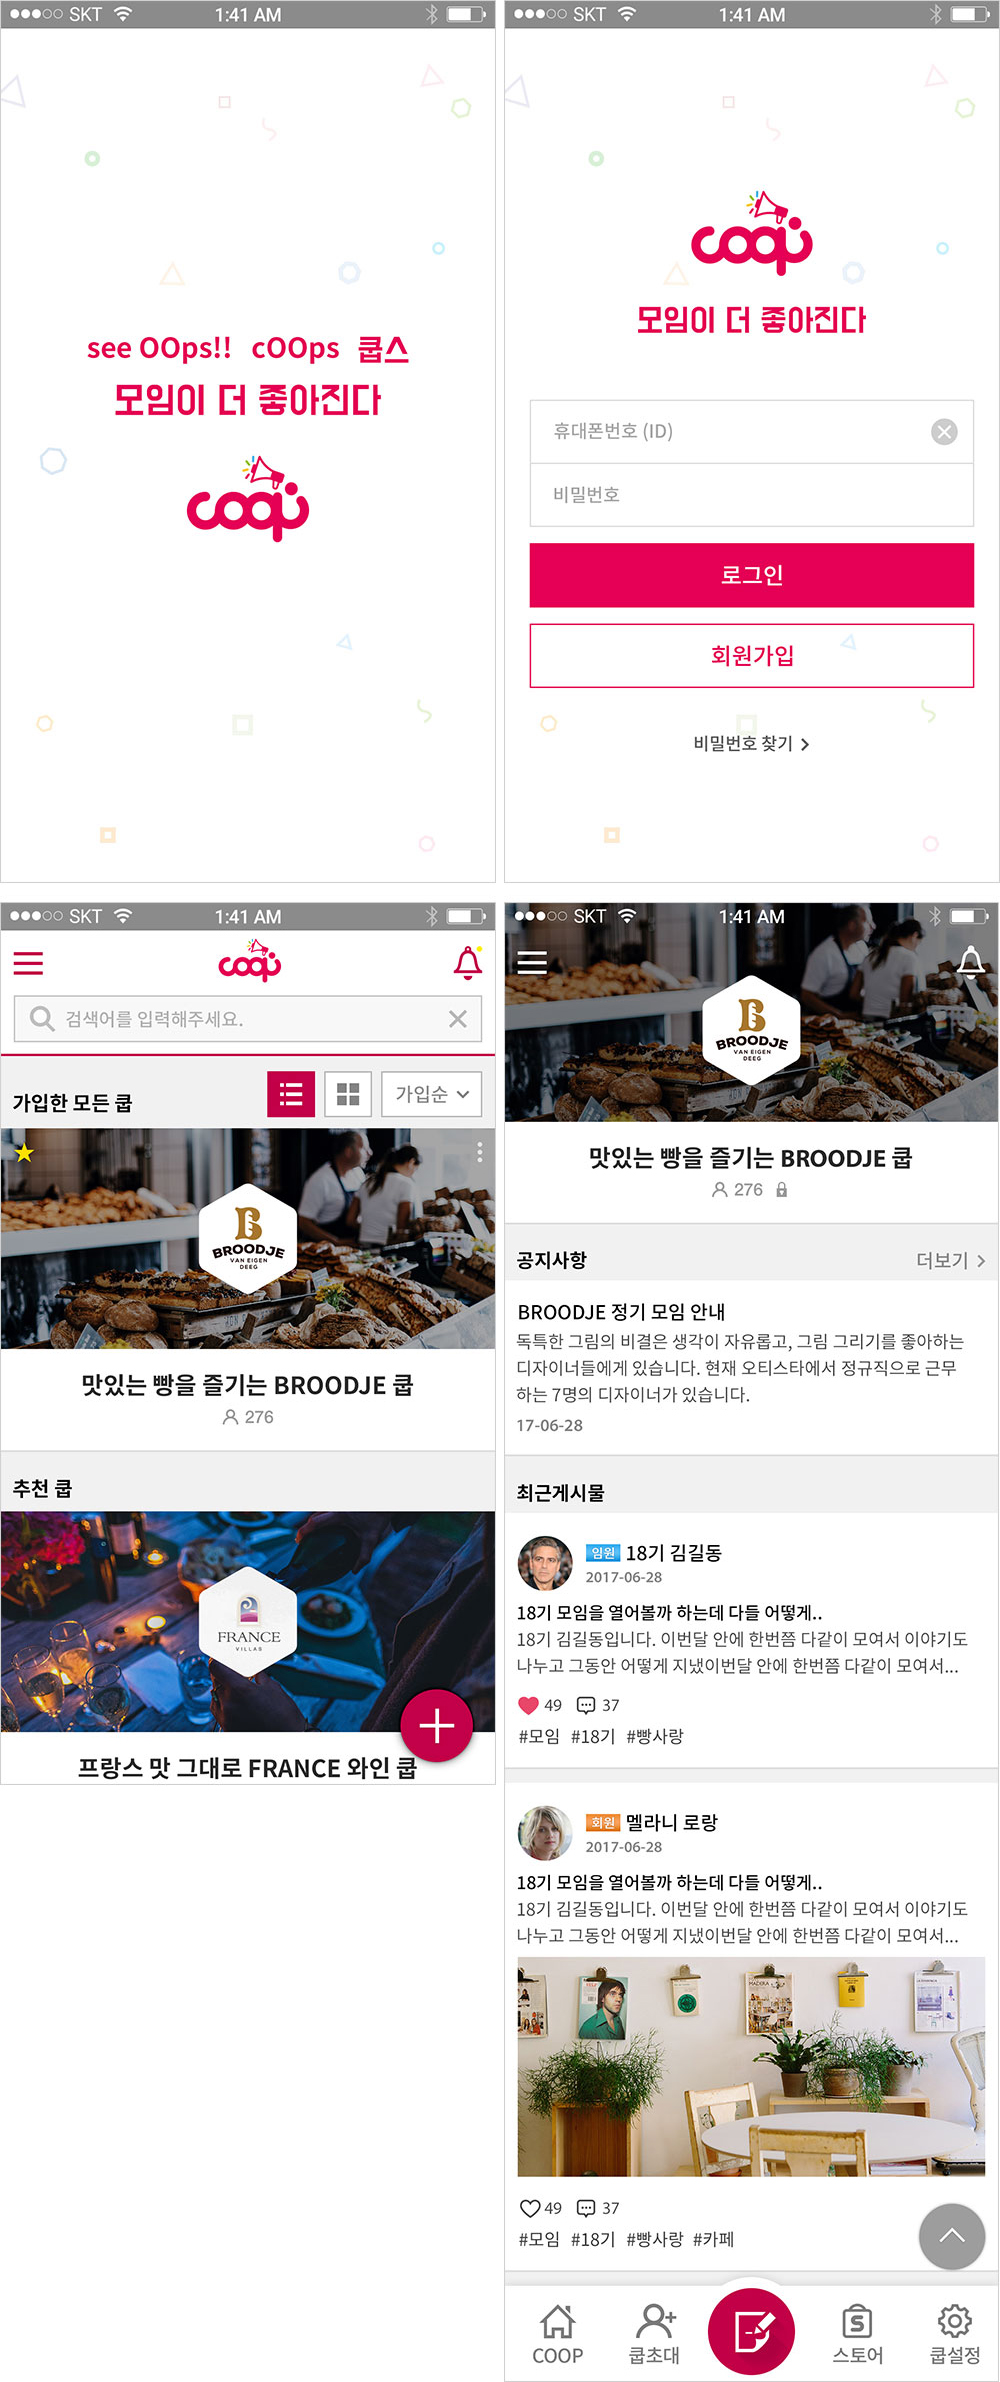 SKT 1:41 AM
see OOps!! cOOps 쿱스
모임이 더 좋아진다
coop
SKT 1:41 AM
coop
모임이 더 좋아진다
휴대폰번호 (ID)
비밀번호
로그인
회원가입
비밀번호 찾기
SKT 1:41 AM
coop
검색어를 입력해주세요.
가입한 모든 쿱
가입순
B
BROODJE
VAN EIGEN
DEEG
맛있는 빵을 즐기는 BROODJE 쿱
276
추천 쿱
FRANCE
VILLAS
프랑스 맛 그대로 FRANCE 와인 쿱
SKT 1:41 AM
B
BROODJE
VAN EIGEN
DEEG
맛있는 빵을 즐기는 BROODJE 쿱
276
공지사항
더보기
BROODJE 정기 모임 안내
독특한 그림의 비결은 생각이 자유롭고, 그림 그리기를 좋아하는
디자이너들에게 있습니다. 현재 오티스타에서 정규직으로 근무
하는 7명의 디자이너가 있습니다.
17-06-28
최근게시물
임원 18기 김길동
2017-06-28
18기 모임을 열어볼까 하는데 다들 어떻게..
18기 김길동입니다. 이번달 안에 한번쯤 다같이 모여서 이야기도
나누고 그동안 어떻게 지냈이번달 안에 한번쯤 다같이 모여서...
49 37
#모임 #18기 #빵사랑
회원 멜라니 로랑
2017-06-28
18기 모임을 열어볼까 하는데 다들 어떻게..
18기 김길동입니다. 이번달 안에 한번쯤 다같이 모여서 이야기도
나누고 그동안 어떻게 지냈이번달 안에 한번쯤 다같이 모여서...
49 37
#모임 #18기 #빵사랑 #카페
COOP
쿱초대
S
스토어
쿱설정